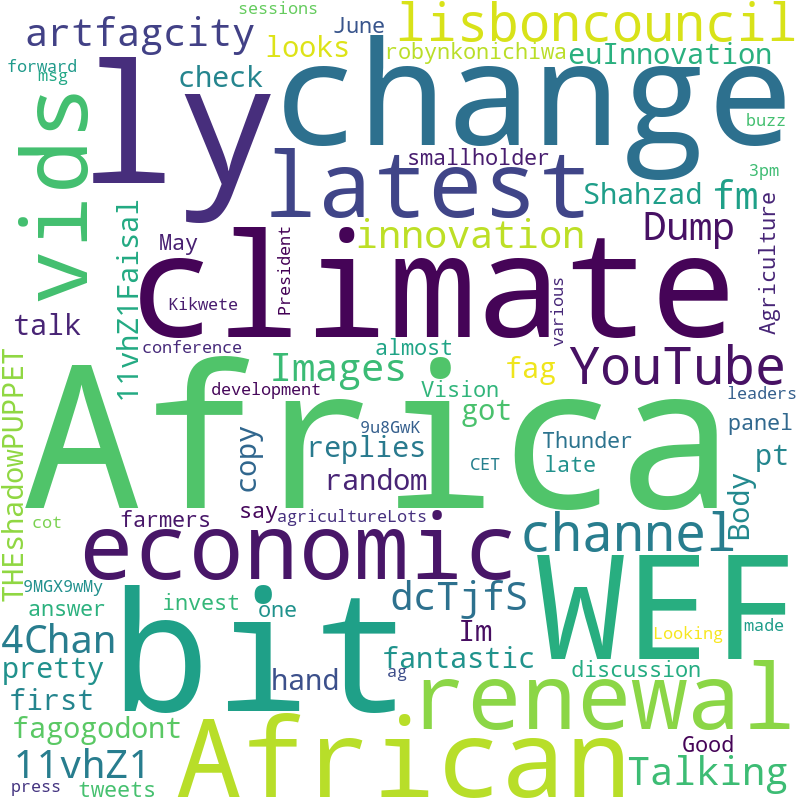 sessions
artfagcity
June
lisboncouncil
looks
robynkonichiwa
euInnovation
forward
msg
check
ly
change
buzz
vids
latest
smallholder
3pm
Shahzad
fm
11vhZ1Faisal
May
President
innovation
Dump
Agriculture
climate
Kikwete
various
talk
conference
almost
Images
fag
YouTube
THEshadowPUPPET
Africa
development
Vision
got
leaders
copy
replies
9u8GwK
Thunder
panel
random
CET
late
pt
Body
cot
farmers
say
agricultureLots
economic
channel
WEF
9MGX9wMy
answer
invest
one
bit
dcTjfS
made
4Chan
Im
Looking
pretty
hand
ag
fantastic
discussion
first
renewal
fagogodont
African
Good
11vhZ1
Talking
press
tweets